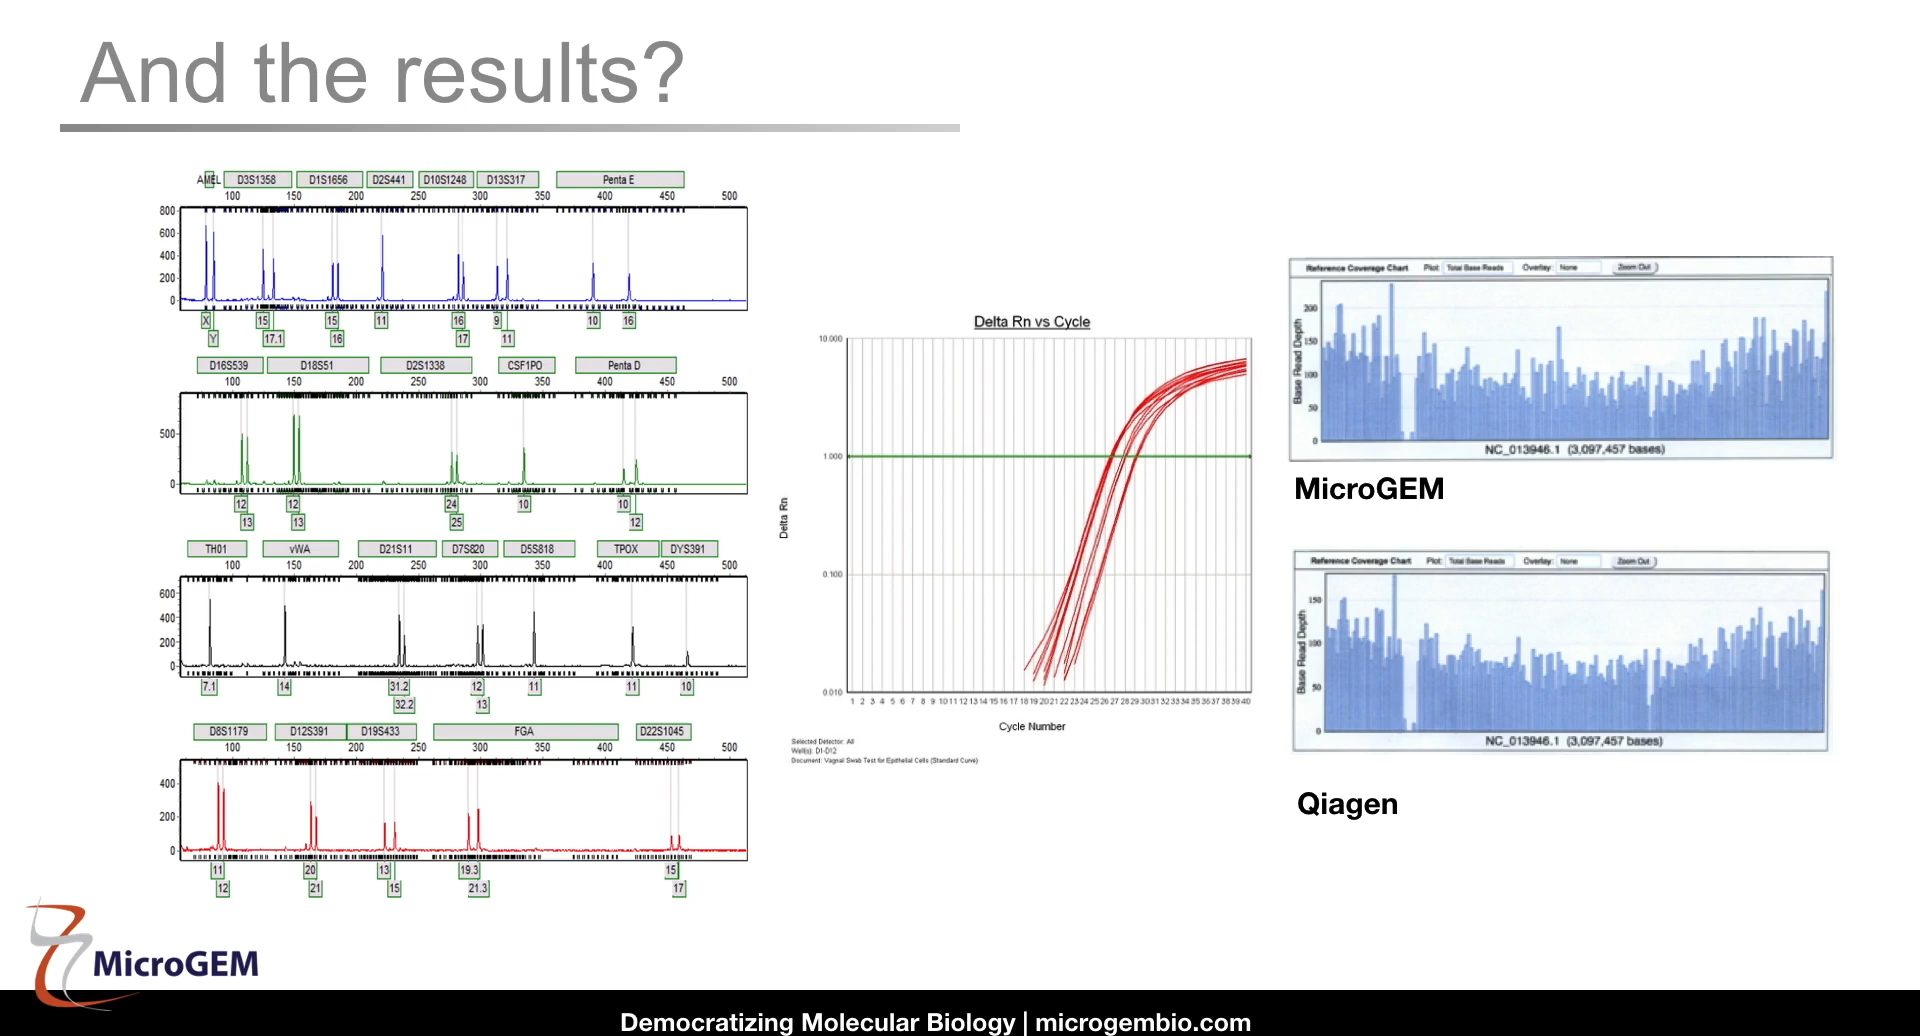 And the results?
AMEL D3S1358 D1S1656 D2S441 D10S1248 D13S317 Penta E
100 150 200 250 300 350 400 450 500
800
600
400
200
0
X 15 15 11 16 9 10 16
Y 17.1 16 17 11
D16S539 D18S51 D2S1338 CSF1PO Penta D
100 150 200 250 300 350 400 450 500
500
0
12 12 24 10 10
13 13 25 12
TH01 vWA D21S11 D7S820 D5S818 TPOX DYS391
100 150 200 250 300 350 400 450 500
600
400
200
0
7.1 14 31.2 12 11 11 10
32.2 13
D8S1179 D12S391 D19S433 FGA D22S1045
100 150 200 250 300 350 400 450 500
400
200
0
11 20 13 19.3 15
12 21 15 21.3 17
Delta Rn vs Cycle
10.000
1.000
0.100
0.010
Delta Rn
1 2 3 4 5 6 7 8 9 10 11 12 13 14 15 16 17 18 19 20 21 22 23 24 25 26 27 28 29 30 31 32 33 34 35 36 37 38 39 40
Cycle Number
Selected Detector: All
Well(s): D1-D12
Document: Vaginal Swab Test for Epithelial Cells (Standard Curve)
Reference Coverage Chart Plot: Total Base Reads Overlay: None Zoom Out
200
150
100
50
0
Base Read Depth
NC_013946.1 (3,097,457 bases)
MicroGEM
Reference Coverage Chart Plot: Total Base Reads Overlay: None Zoom Out
150
100
50
0
Base Read Depth
NC_013946.1 (3,097,457 bases)
Qiagen
MicroGEM
Democratizing Molecular Biology | microgembio.com